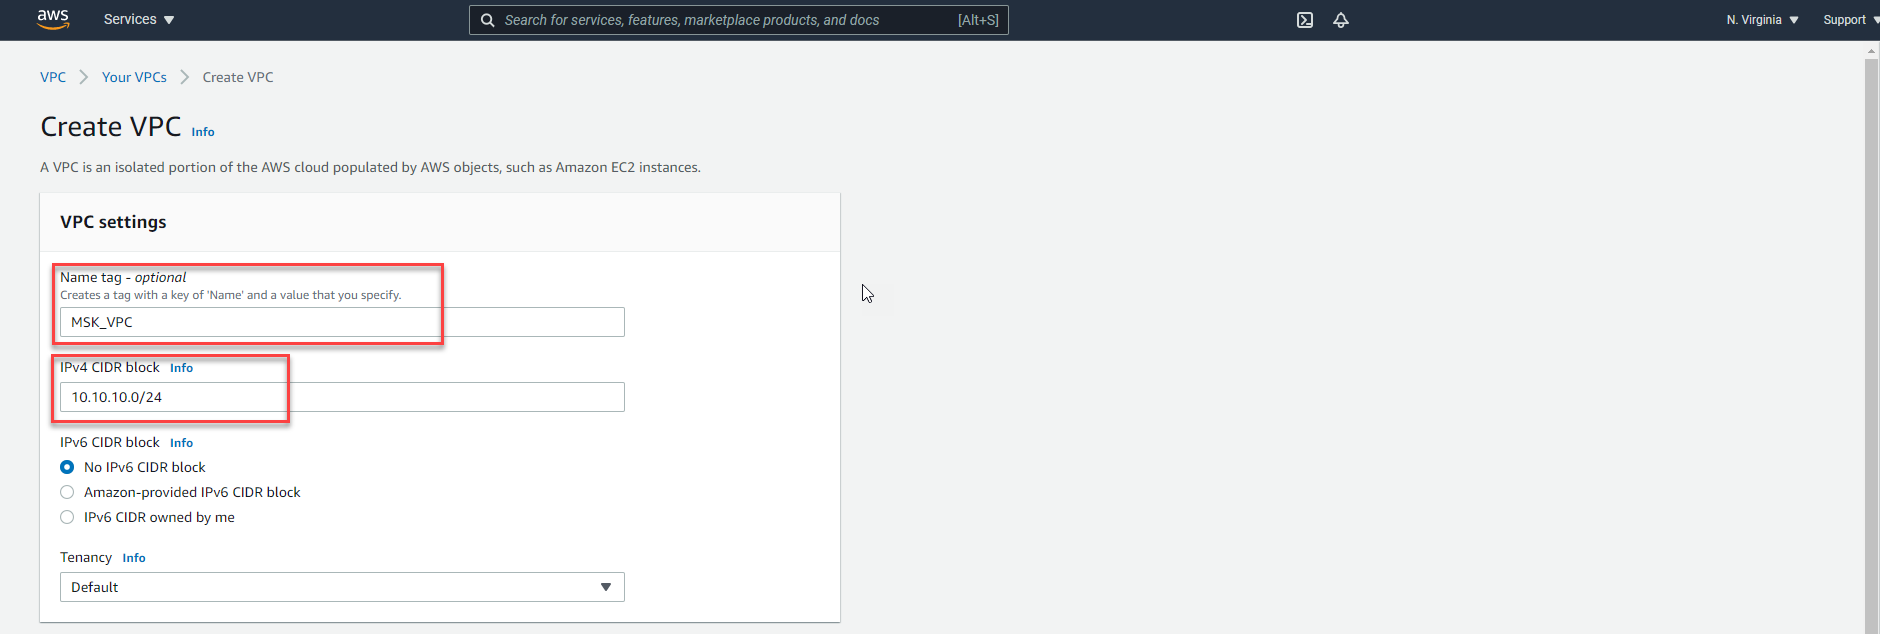 aws Services Search for services, features, marketplace products, and docs [Alt+S] N. Virginia Support
VPC Your VPCs Create VPC
Create VPC Info
A VPC is an isolated portion of the AWS cloud populated by AWS objects, such as Amazon EC2 instances.
VPC settings
Name tag - optional
Creates a tag with a key of 'Name' and a value that you specify.
MSK_VPC
IPv4 CIDR block Info
10.10.10.0/24
IPv6 CIDR block Info
No IPv6 CIDR block
Amazon-provided IPv6 CIDR block
IPv6 CIDR owned by me
Tenancy Info
Default